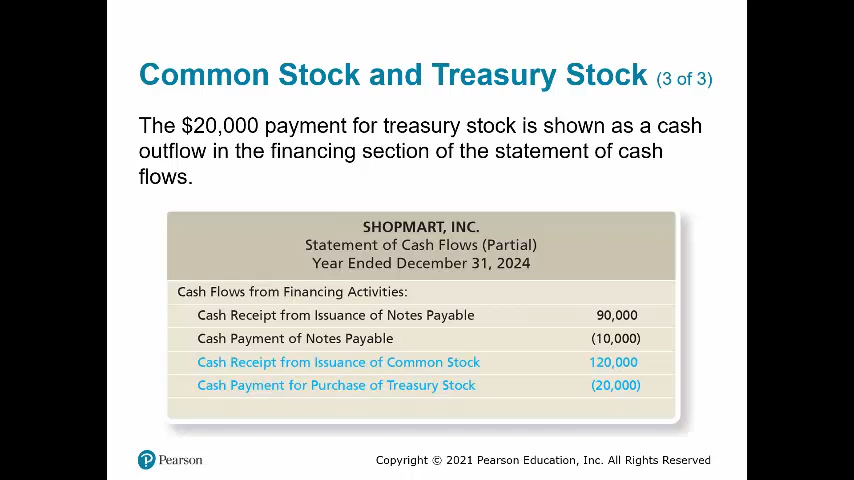 Common Stock and Treasury Stock (3 of 3)
The $20,000 payment for treasury stock is shown as a cash
outflow in the financing section of the statement of cash
flows.
SHOPMART, INC.
Statement of Cash Flows (Partial)
Year Ended December 31, 2024
Cash Flows from Financing Activities:
Cash Receipt from Issuance of Notes Payable 90,000
Cash Payment of Notes Payable (10,000)
Cash Receipt from Issuance of Common Stock 120,000
Cash Payment for Purchase of Treasury Stock (20,000)
P Pearson Copyright © 2021 Pearson Education, Inc. All Rights Reserved